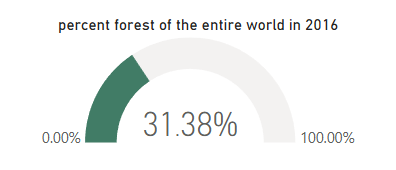 percent forest of the entire world in 2016
31.38%
0.00%
100.00%